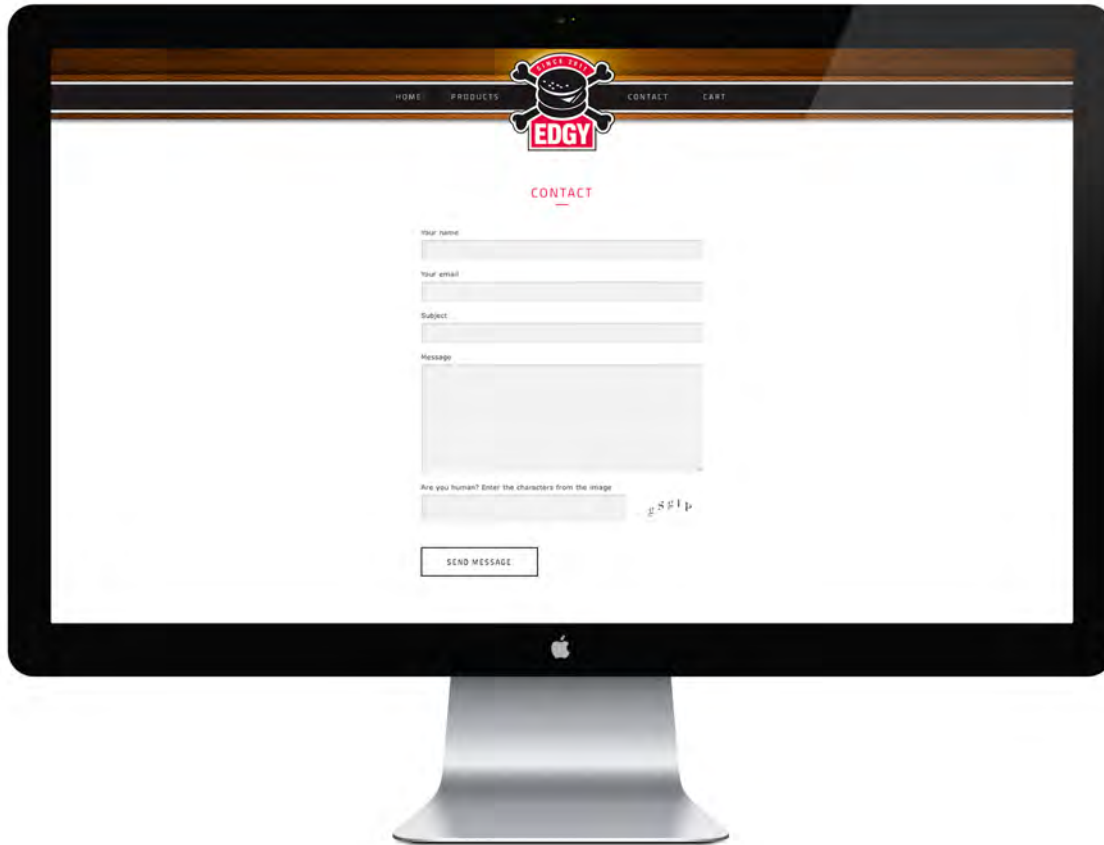 SINCE 2011
HOME PRODUCTS CONTACT CART
EDGY
CONTACT
Your name
Your email
Subject
Message
Are you human? Enter the characters from the image
SEND MESSAGE